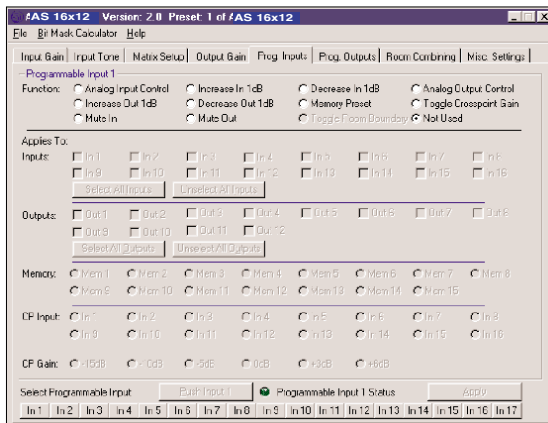 AAS 16x12 Version: 2.0 Preset: 1 of AAS 16x12
File Bit Mask Calculator Help
Input Gain Input Tone Matrix Setup Output Gain Prog. Inputs Prog. Outputs Room Combining Misc. Settings
Programmable Input 1
Function: Analog Input Control Increase In 1dB Decrease In 1dB Analog Output Control
Increase Out 1dB Decrease Out 1dB Memory Preset Toggle Crosspoint Gain
Mute In Mute Out Toggle Room Boundary Not Used
Applies To:
Inputs: In 1 In 2 In 3 In 4 In 5 In 6 In 7 In 8
In 9 In 10 In 11 In 12 In 13 In 14 In 15 In 16
Select All Inputs Unselect All Inputs
Outputs: Out 1 Out 2 Out 3 Out 4 Out 5 Out 6 Out 7 Out 8
Out 9 Out 10 Out 11 Out 12
Select All Outputs Unselect All Outputs
Memory: Mem 1 Mem 2 Mem 3 Mem 4 Mem 5 Mem 6 Mem 7 Mem 8
Mem 9 Mem 10 Mem 11 Mem 12 Mem 13 Mem 14 Mem 15
CP Input: In 1 In 2 In 3 In 4 In 5 In 6 In 7 In 8
In 9 In 10 In 11 In 12 In 13 In 14 In 15 In 16
CP Gain: -15dB -10dB -5dB 0dB +3dB +6dB
Select Programmable Input Push Input 1 Programmable Input 1 Status Apply
In 1 In 2 In 3 In 4 In 5 In 6 In 7 In 8 In 9 In 10 In 11 In 12 In 13 In 14 In 15 In 16 In 17